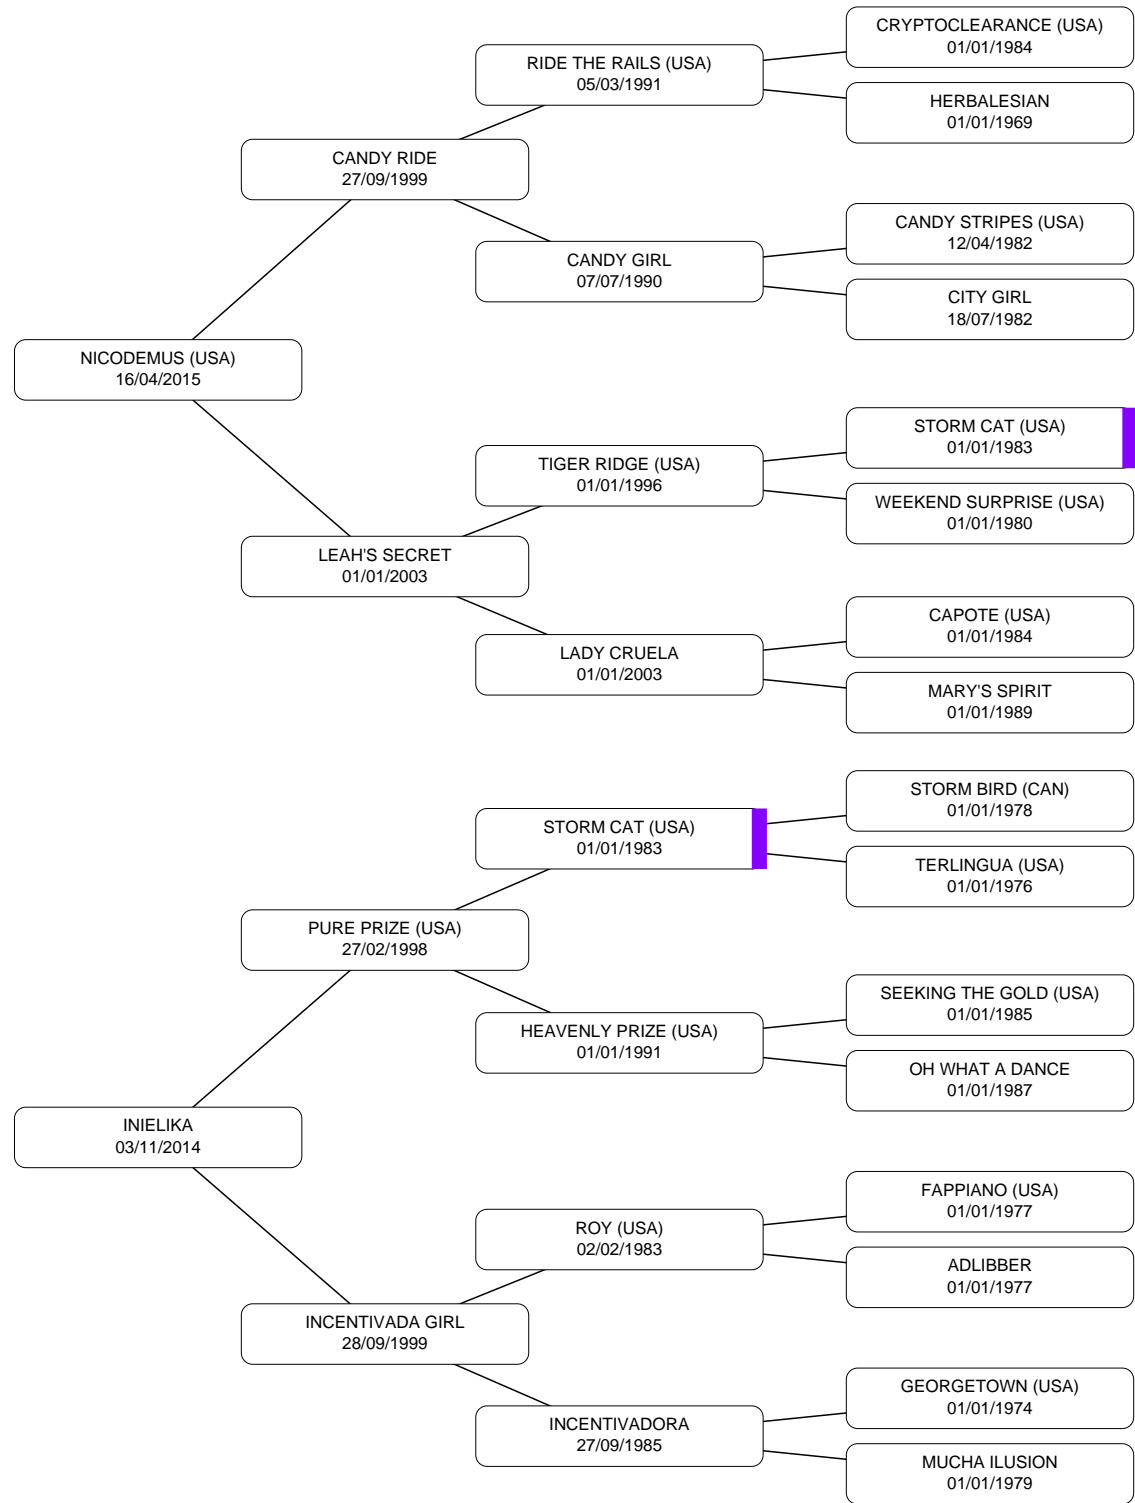 CRYPTOCLEARANCE (USA)
01/01/1984
RIDE THE RAILS (USA)
05/03/1991
HERBALESIAN
01/01/1969
CANDY RIDE
27/09/1999
CANDY STRIPES (USA)
12/04/1982
CANDY GIRL
07/07/1990
CITY GIRL
18/07/1982
NICODEMUS (USA)
16/04/2015
STORM CAT (USA)
01/01/1983
TIGER RIDGE (USA)
01/01/1996
WEEKEND SURPRISE (USA)
01/01/1980
LEAH'S SECRET
01/01/2003
CAPOTE (USA)
01/01/1984
LADY CRUELA
01/01/2003
MARY'S SPIRIT
01/01/1989
STORM BIRD (CAN)
01/01/1978
STORM CAT (USA)
01/01/1983
TERLINGUA (USA)
01/01/1976
PURE PRIZE (USA)
27/02/1998
SEEKING THE GOLD (USA)
01/01/1985
HEAVENLY PRIZE (USA)
01/01/1991
OH WHAT A DANCE
01/01/1987
INIELIKA
03/11/2014
FAPPIANO (USA)
01/01/1977
ROY (USA)
02/02/1983
ADLIBBER
01/01/1977
INCENTIVADA GIRL
28/09/1999
GEORGETOWN (USA)
01/01/1974
INCENTIVADORA
27/09/1985
MUCHA ILUSION
01/01/1979